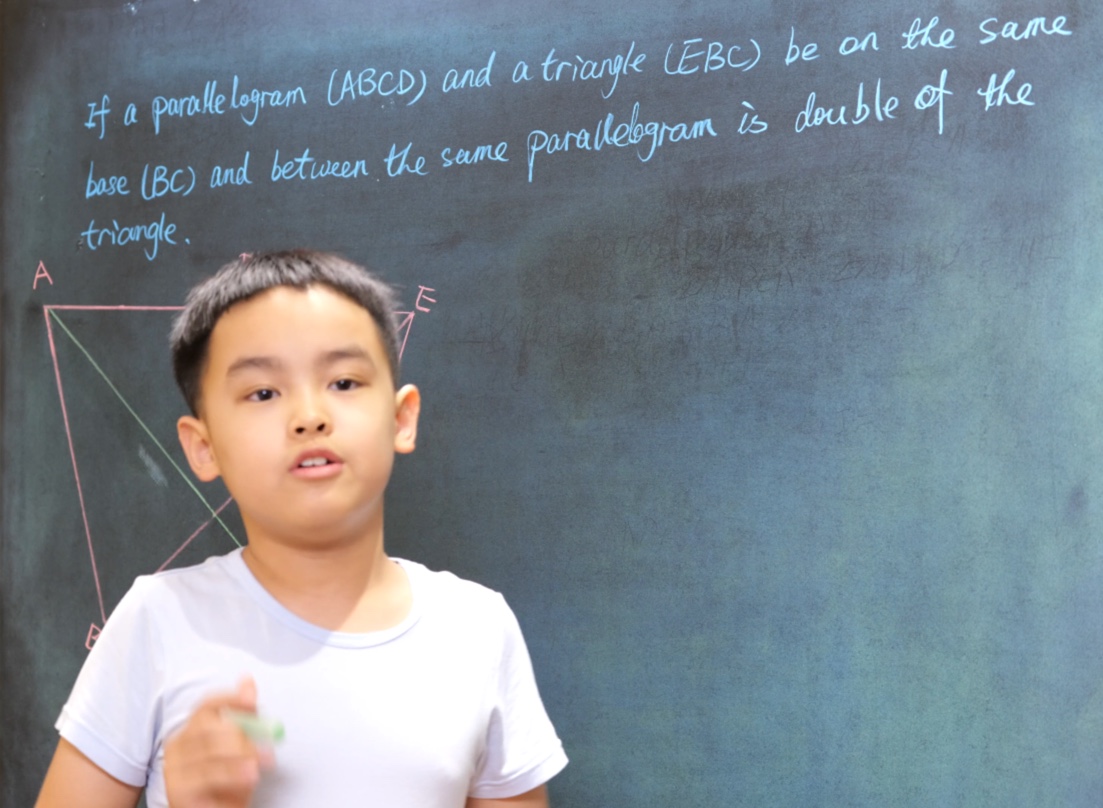 If a parallelogram (ABCD) and a triangle (EBC) be on the same
base (BC) and between the same parallelogram is double of the
triangle.
A
E
B